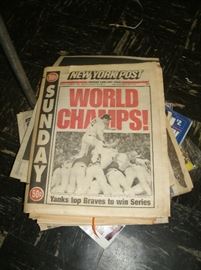 NEW YORK POST
SUNDAY
WORLD
CHAMPS!
50¢
Yanks top Braves to win Series